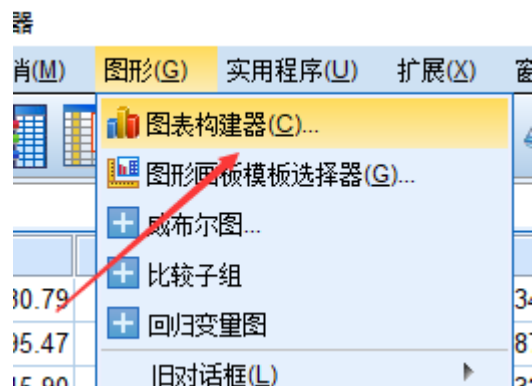 器
肖(M) 图形(G) 实用程序(U) 扩展(X) 窗
图表构建器(C)...
图形画板模板选择器(G)...
威布尔图...
比较子组
30.79
回归变量图
95.47
旧对话框(L)